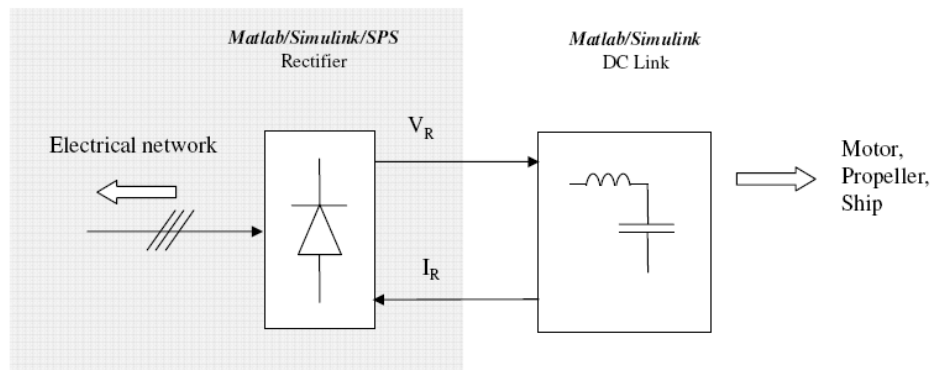 Matlab/Simulink/SPS
Rectifier
Matlab/Simulink
DC Link
Electrical network
V_R
I_R
Motor,
Propeller,
Ship